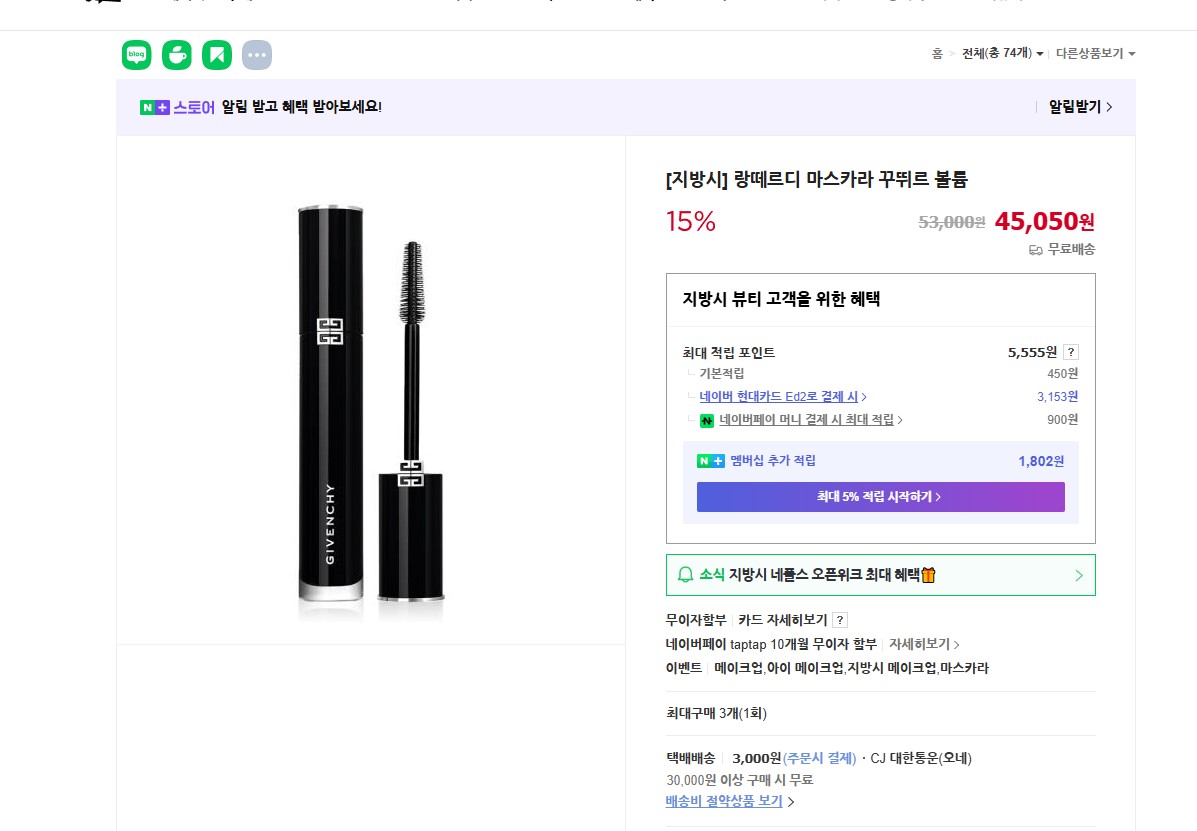 blog
홈 > 전체(총 74개) 다른상품보기
N+ 스토어 알림 받고 혜택 받아보세요!
알림받기 >
GIVENCHY
[지방시] 랑떼르디 마스카라 꾸뛰르 볼륨
15% 53,000원 45,050원
무료배송
지방시 뷰티 고객을 위한 혜택
최대 적립 포인트 5,555원 ?
기본적립 450원
네이버 현대카드 Ed2로 결제 시 > 3,153원
네이버페이 머니 결제 시 최대 적립 > 900원
N+ 멤버십 추가 적립 1,802원
최대 5% 적립 시작하기 >
소식 지방시 네플스 오픈위크 최대 혜택🎁 >
무이자할부 카드 자세히보기 ?
네이버페이 taptap 10개월 무이자 할부 자세히보기 >
이벤트 메이크업,아이 메이크업,지방시 메이크업,마스카라
최대구매 3개(1회)
택배배송 3,000원(주문시 결제) · CJ 대한통운(오네)
30,000원 이상 구매 시 무료
배송비 절약상품 보기 >